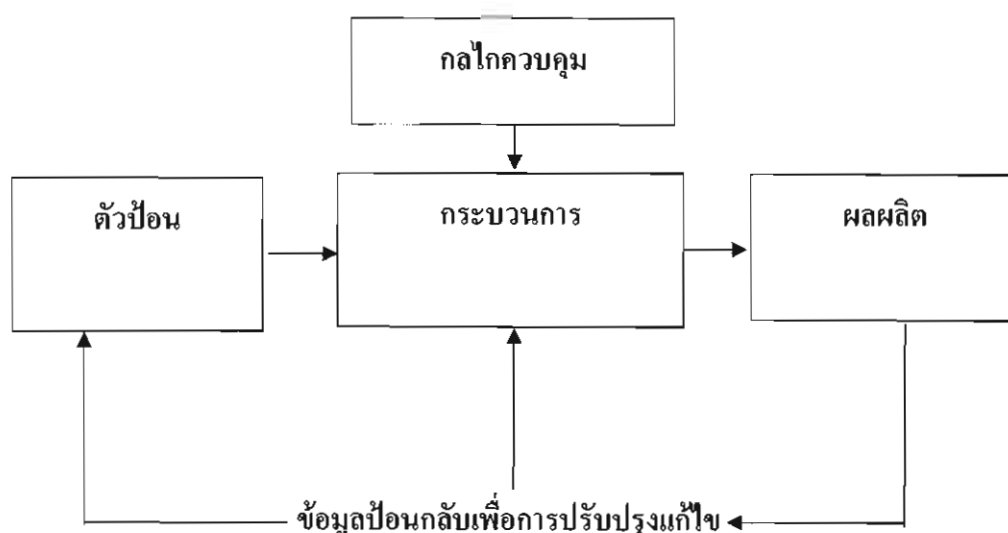 กลไกควบคุม
ตัวป้อน
กระบวนการ
ผลผลิต
ข้อมูลป้อนกลับเพื่อการปรับปรุงแก้ไข